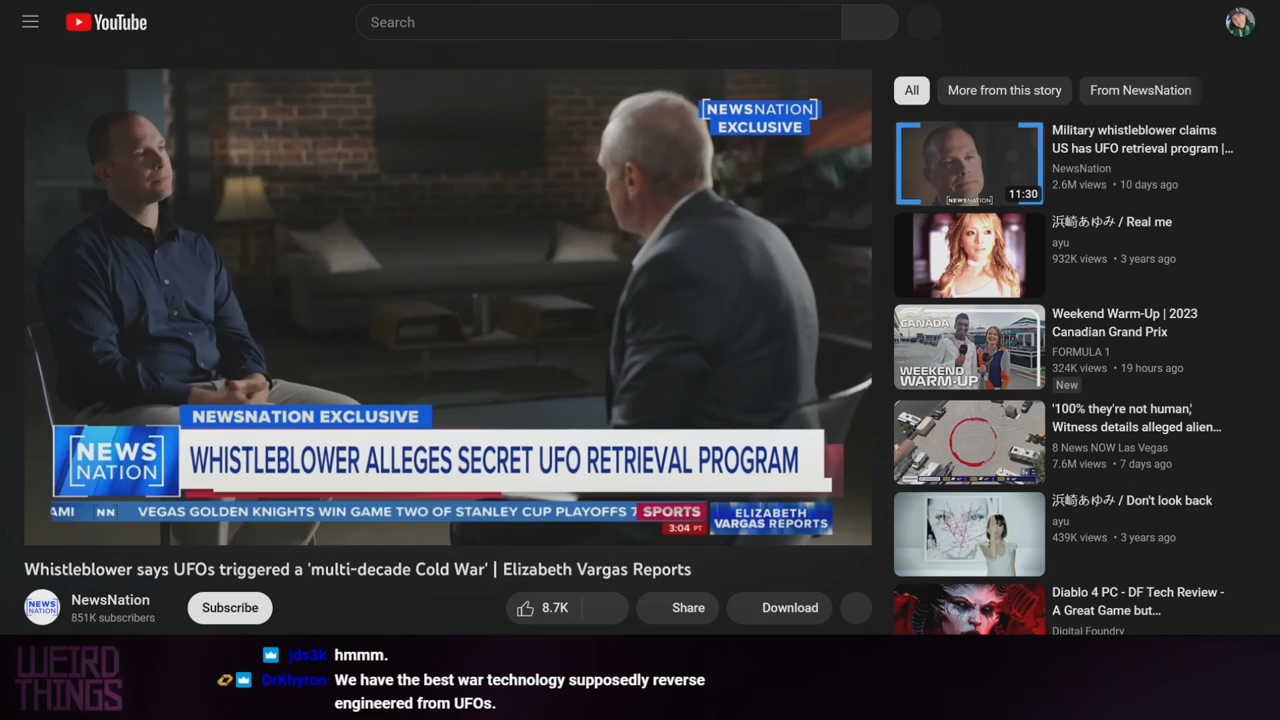 YouTube
Search
NEWSNATION
EXCLUSIVE
NEWSNATION EXCLUSIVE
NEWS
NATION
WHISTLEBLOWER ALLEGES SECRET UFO RETRIEVAL PROGRAM
AMI NN VEGAS GOLDEN KNIGHTS WIN GAME TWO OF STANLEY CUP PLAYOFFS 7 SPORTS
3:04 PT
ELIZABETH
VARGAS REPORTS
Whistleblower says UFOs triggered a 'multi-decade Cold War' | Elizabeth Vargas Reports
NEWS
NATION
NewsNation
851K subscribers
Subscribe
8.7K
Share
Download
All
More from this story
From NewsNation
NEWSNATION
11:30
Military whistleblower claims
US has UFO retrieval program |...
NewsNation
2.6M views • 10 days ago
浜崎あゆみ / Real me
ayu
932K views • 3 years ago
CANADA
WEEKEND
WARM-UP
Weekend Warm-Up | 2023
Canadian Grand Prix
FORMULA 1
324K views • 19 hours ago
New
'100% they're not human,'
Witness details alleged alien...
8 News NOW Las Vegas
7.6M views • 7 days ago
浜崎あゆみ / Don't look back
ayu
439K views • 3 years ago
Diablo 4 PC - DF Tech Review -
A Great Game but...
Digital Foundry
WEIRD
THINGS
jds3k hmmm.
DrKhyron We have the best war technology supposedly reverse
engineered from UFOs.